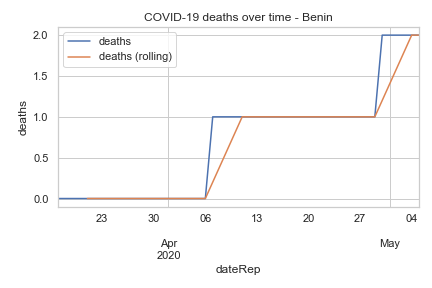 COVID-19 deaths over time - Benin
deaths
deaths (rolling)
2.0
1.5
1.0
0.5
0.0
deaths
23 30 06 13 20 27 04
Apr May
2020
dateRep